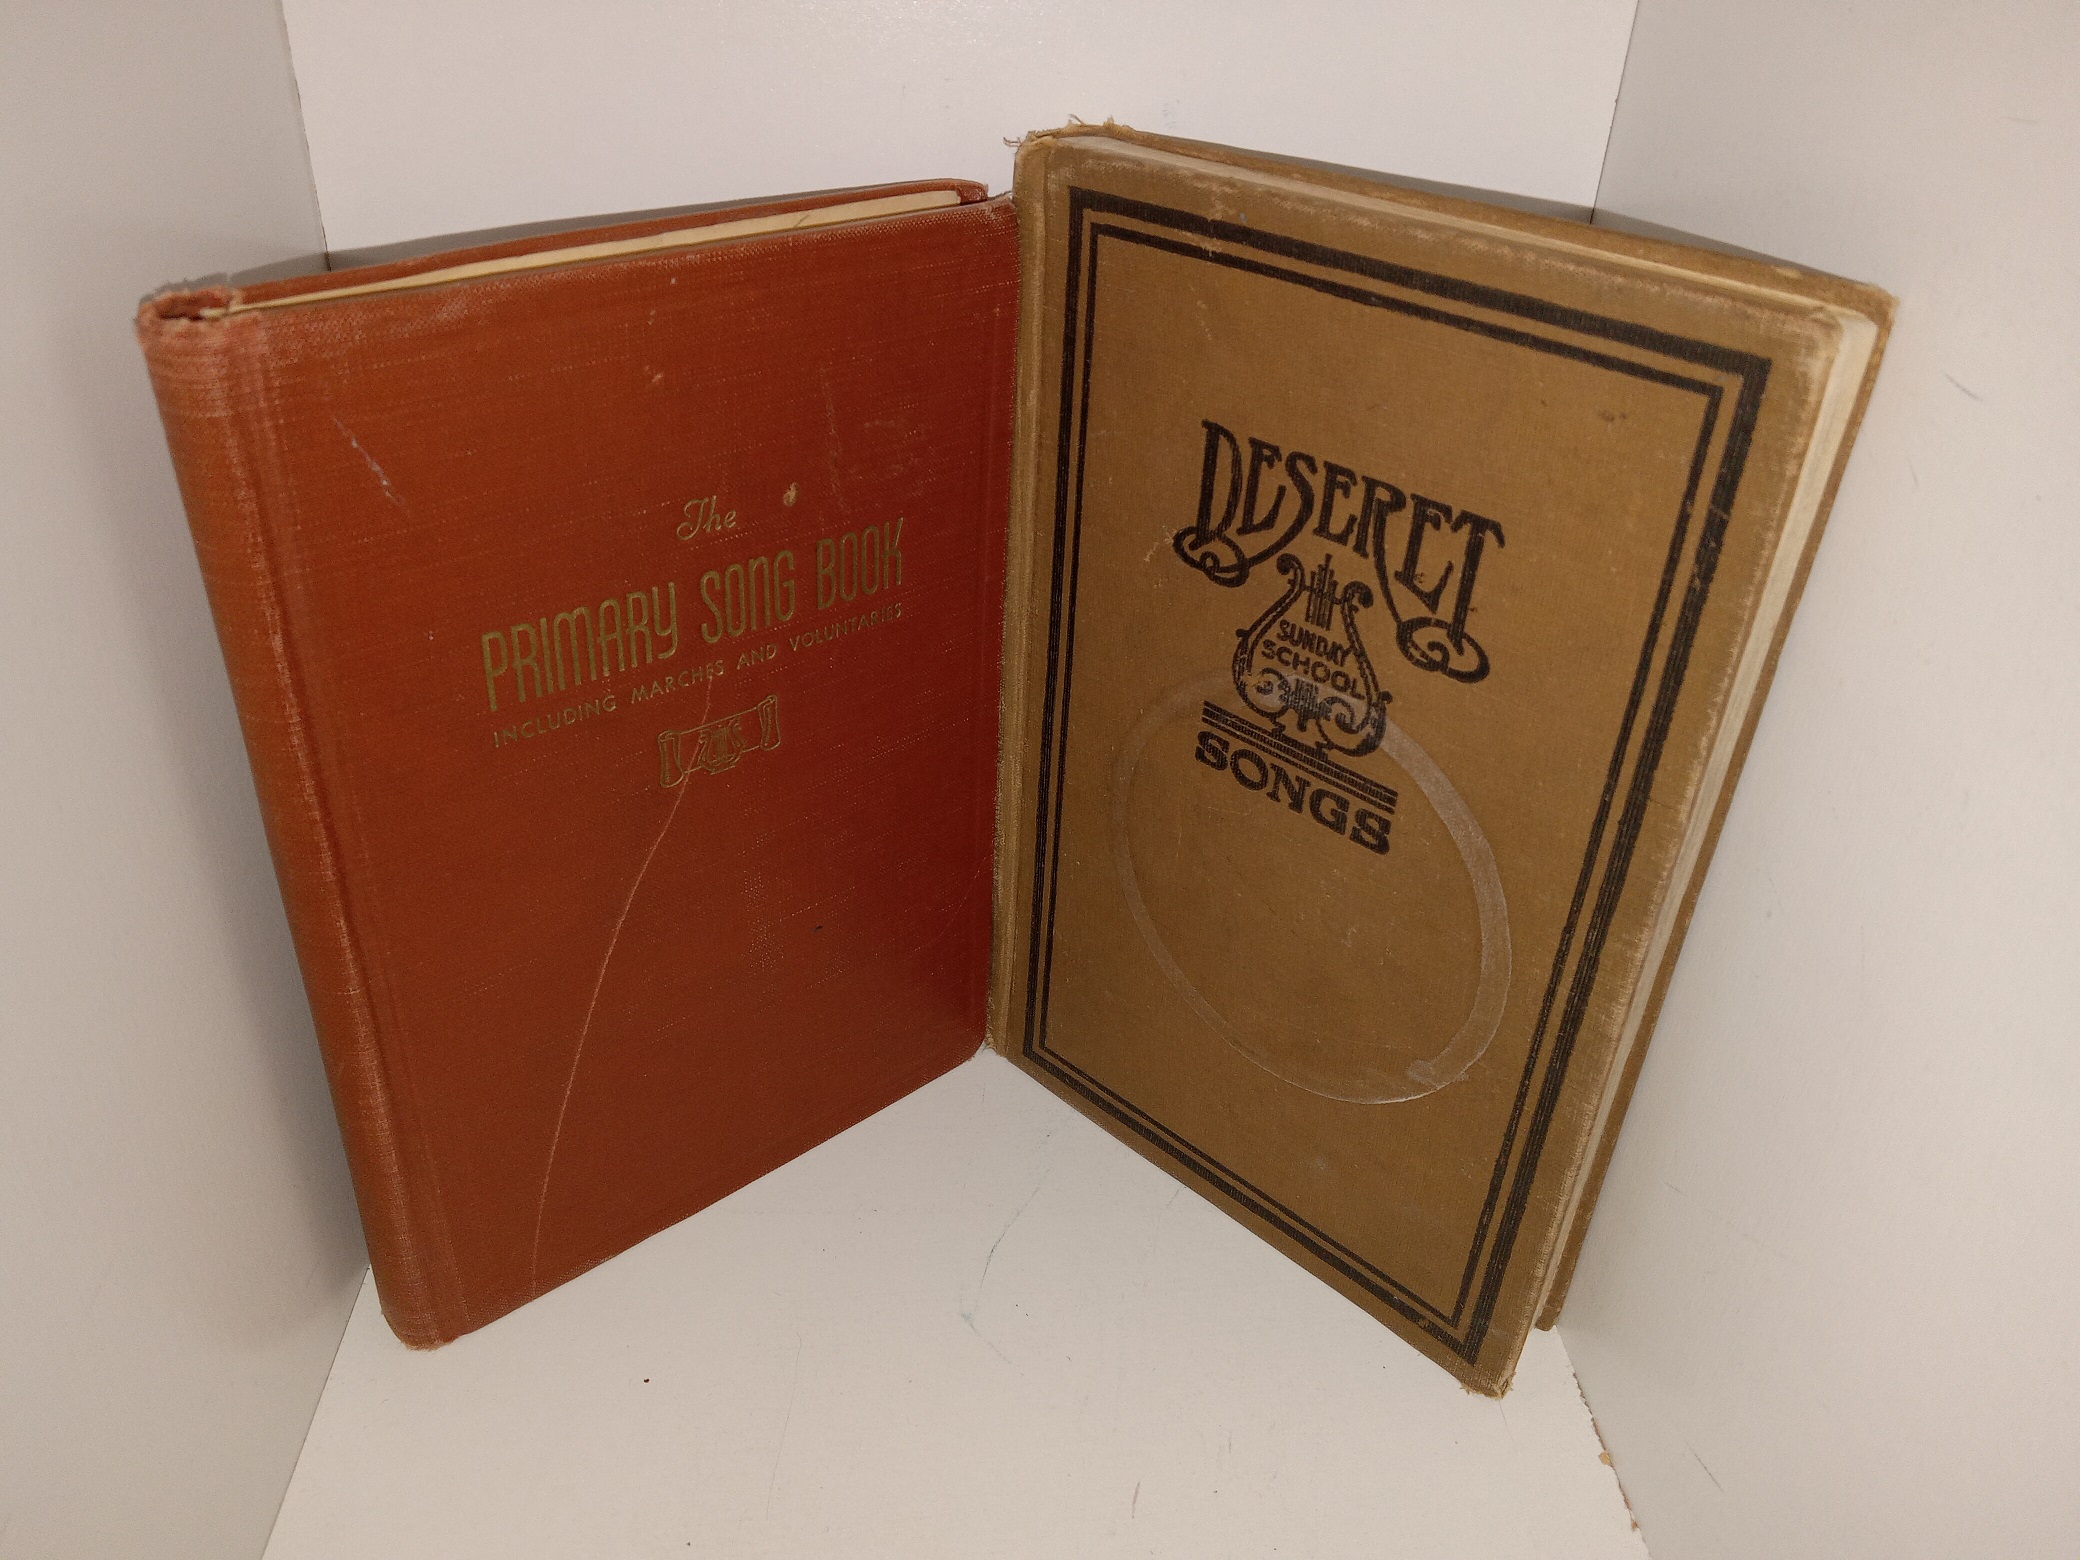 The
PRIMARY SONG BOOK
INCLUDING MARCHES AND VOLUNTARIES
DESERET
SUNDAY
SCHOOL
SONGS